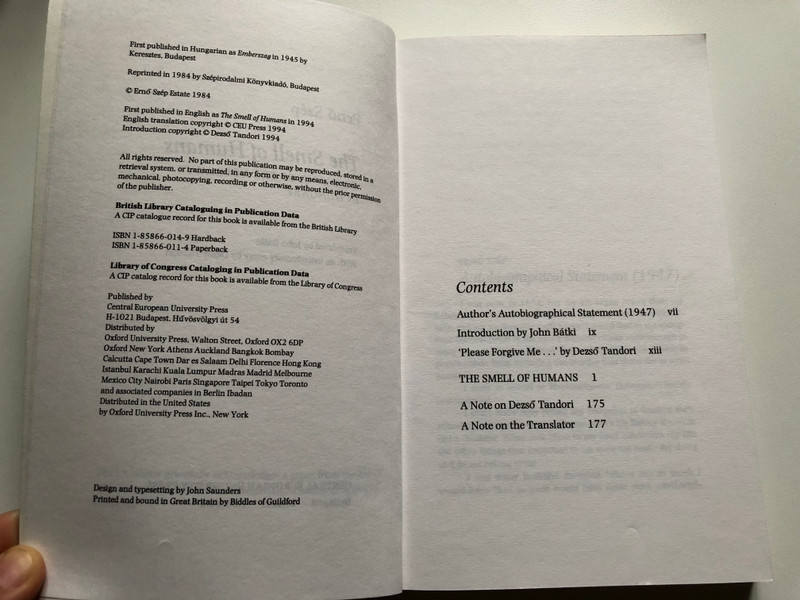 First published in Hungarian as Emberszag in 1945 by
Keresztes, Budapest
Reprinted in 1984 by Szépirodalmi Könyvkiadó, Budapest
© Ernő Szép Estate 1984
First published in English as The Smell of Humans in 1994
English translation copyright © CEU Press 1994
Introduction copyright © Dezső Tandori 1994
All rights reserved. No part of this publication may be reproduced, stored in a
retrieval system, or transmitted, in any form or by any means, electronic,
mechanical, photocopying, recording or otherwise, without the prior permission
of the publisher.
British Library Cataloguing in Publication Data
A CIP catalogue record for this book is available from the British Library
ISBN 1-85866-014-9 Hardback
ISBN 1-85866-011-4 Paperback
Library of Congress Cataloging in Publication Data
A CIP catalog record for this book is available from the Library of Congress
Published by
Central European University Press
H-1021 Budapest, Hűvösvölgyi út 54
Distributed by
Oxford University Press, Walton Street, Oxford OX2 6DP
Oxford New York Athens Auckland Bangkok Bombay
Calcutta Cape Town Dar es Salaam Delhi Florence Hong Kong
Istanbul Karachi Kuala Lumpur Madras Madrid Melbourne
Mexico City Nairobi Paris Singapore Taipei Tokyo Toronto
and associated companies in Berlin Ibadan
Distributed in the United States
by Oxford University Press Inc., New York
Design and typesetting by John Saunders
Printed and bound in Great Britain by Biddles of Guildford
Contents
Author's Autobiographical Statement (1947) vii
Introduction by John Bátki ix
'Please Forgive Me . . .' by Dezső Tandori xiii
THE SMELL OF HUMANS 1
A Note on Dezső Tandori 175
A Note on the Translator 177